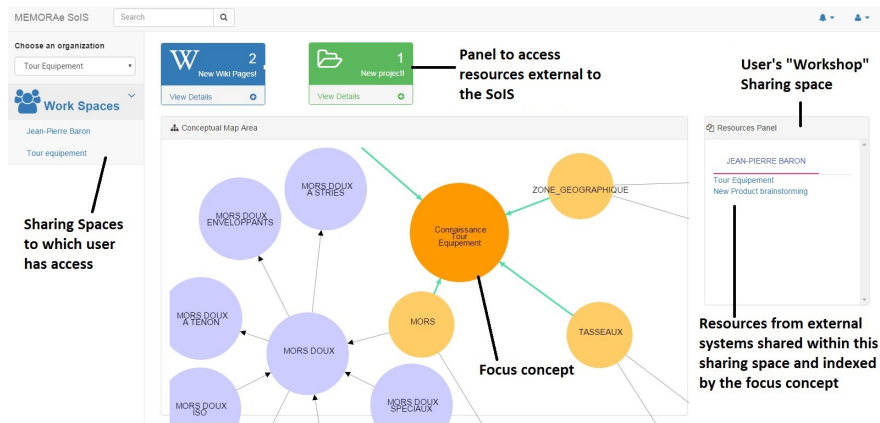 MEMORAe SoIS
Search
Choose an organization
Tour Equipement
Work Spaces
Jean-Pierre Baron
Tour equipement
Sharing Spaces
to which user
has access
W
2
New Wiki Pages!
View Details
1
New project!
View Details
Panel to access
resources external to
the SoIS
User's "Workshop"
Sharing space
Conceptual Map Area
MORS DOUX
A STRIES
MORS DOUX
ENVELOPPANTS
MORS DOUX
A TENON
MORS DOUX
MORS DOUX
ISO
MORS DOUX
SPECIAUX
MORS
Connaissance
Tour
Equipement
ZONE_GEOGRAPHIQUE
TASSEAUX
Focus concept
Resources Panel
JEAN-PIERRE BARON
Tour Equipement
New Product brainstorming
Resources from external
systems shared within this
sharing space and indexed
by the focus concept